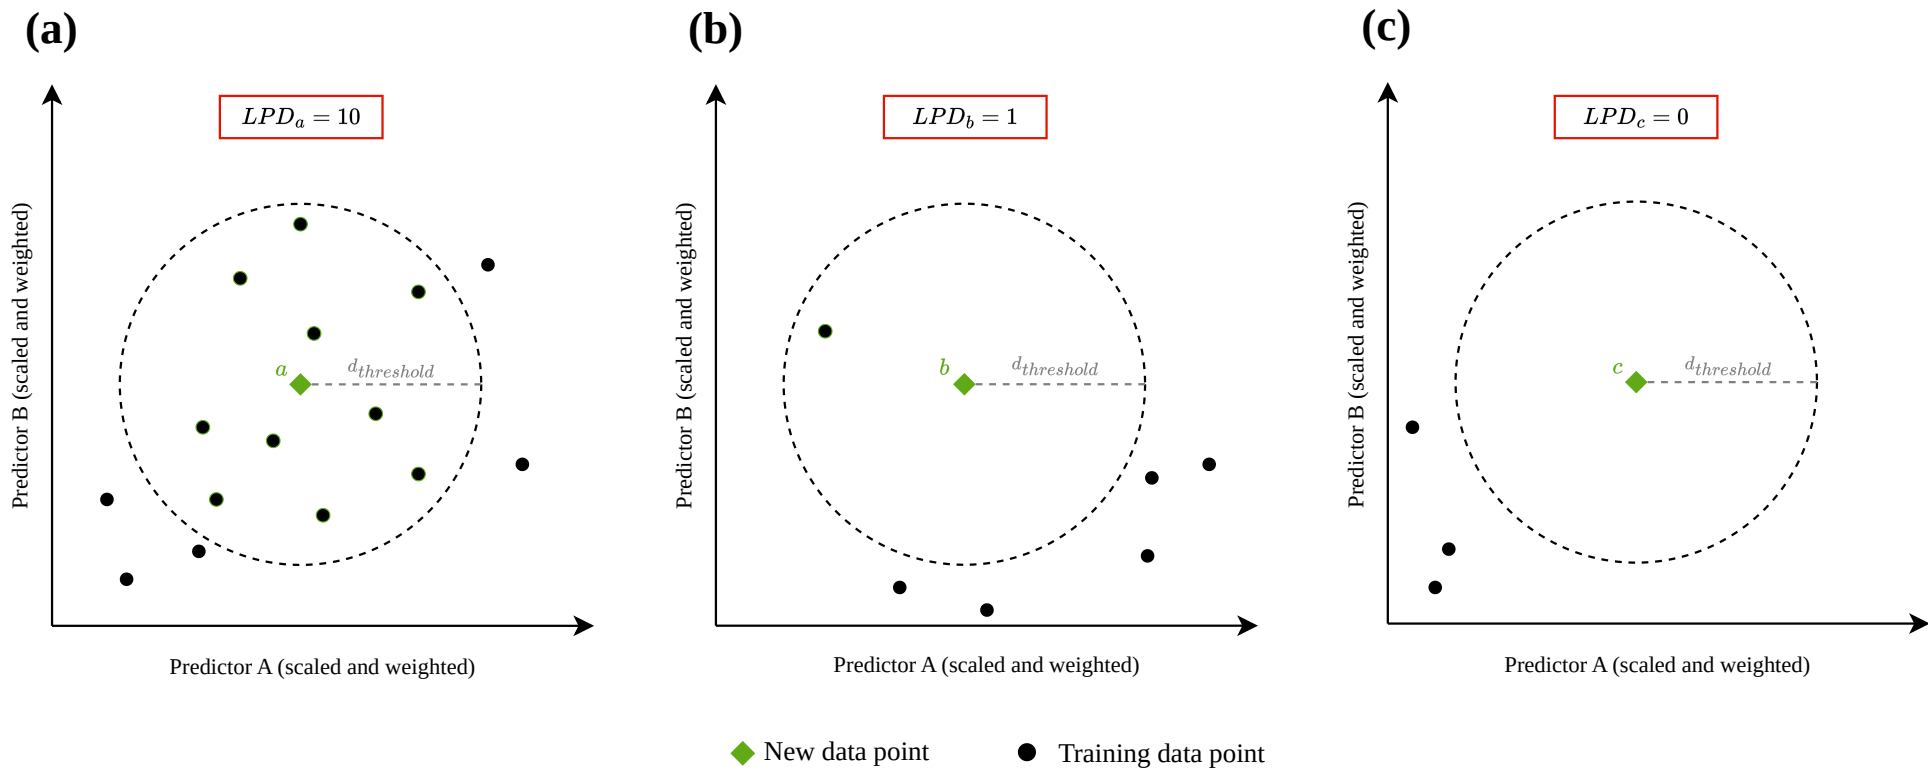 (a)
(b)
(c)
LPD_a = 10
LPD_b = 1
LPD_c = 0
Predictor B (scaled and weighted)
a
d_threshold
Predictor A (scaled and weighted)
Predictor B (scaled and weighted)
b
d_threshold
Predictor A (scaled and weighted)
Predictor B (scaled and weighted)
c
d_threshold
Predictor A (scaled and weighted)
New data point
Training data point